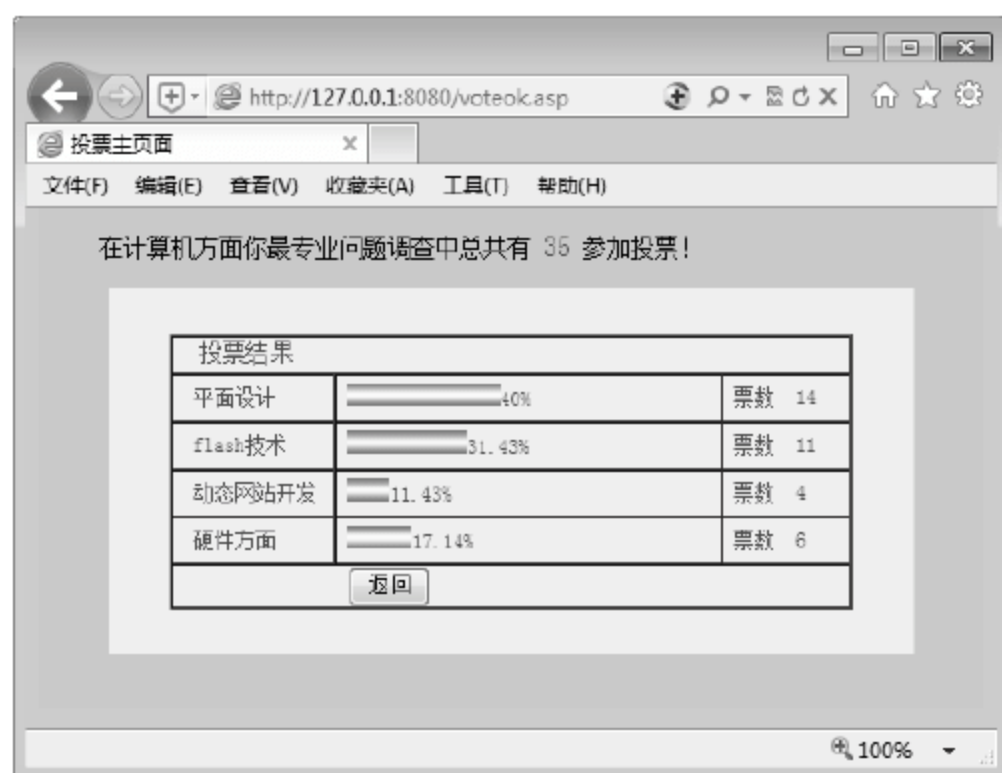 http://127.0.0.1:8080/voteok.asp
投票主页面
文件(F) 编辑(E) 查看(V) 收藏夹(A) 工具(T) 帮助(H)
在计算机方面你最专业问题调查中总共有 35 参加投票!
投票结果
平面设计 40% 票数 14
flash技术 31.43% 票数 11
动态网站开发 11.43% 票数 4
硬件方面 17.14% 票数 6
返回
100%